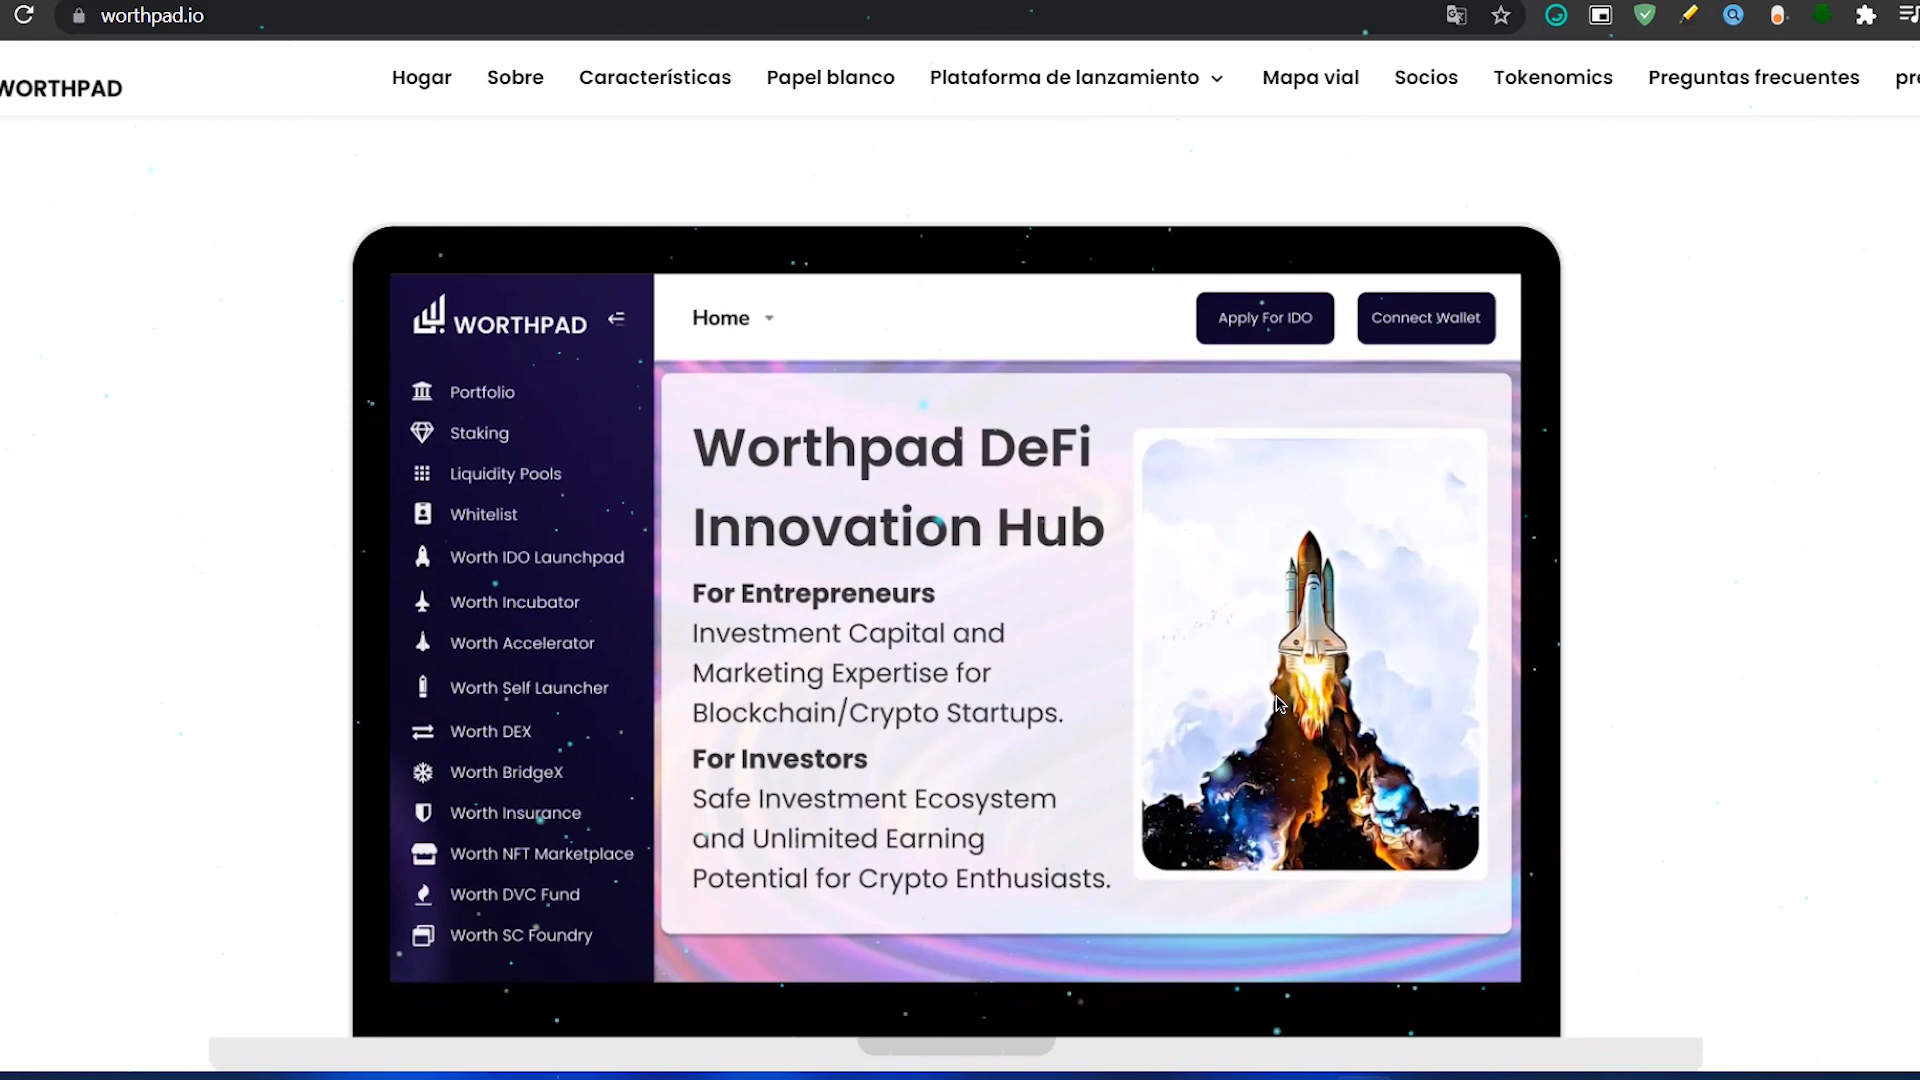 worthpad.io
WORTHPAD
Hogar Sobre Características Papel blanco Plataforma de lanzamiento Mapa vial Socios Tokenomics Preguntas frecuentes
WORTHPAD
Home
Apply For IDO
Connect Wallet
Portfolio
Staking
Liquidity Pools
Whitelist
Worth IDO Launchpad
Worth Incubator
Worth Accelerator
Worth Self Launcher
Worth DEX
Worth BridgeX
Worth Insurance
Worth NFT Marketplace
Worth DVC Fund
Worth SC Foundry
Worthpad DeFi
Innovation Hub
For Entrepreneurs
Investment Capital and
Marketing Expertise for
Blockchain/Crypto Startups.
For Investors
Safe Investment Ecosystem
and Unlimited Earning
Potential for Crypto Enthusiasts.